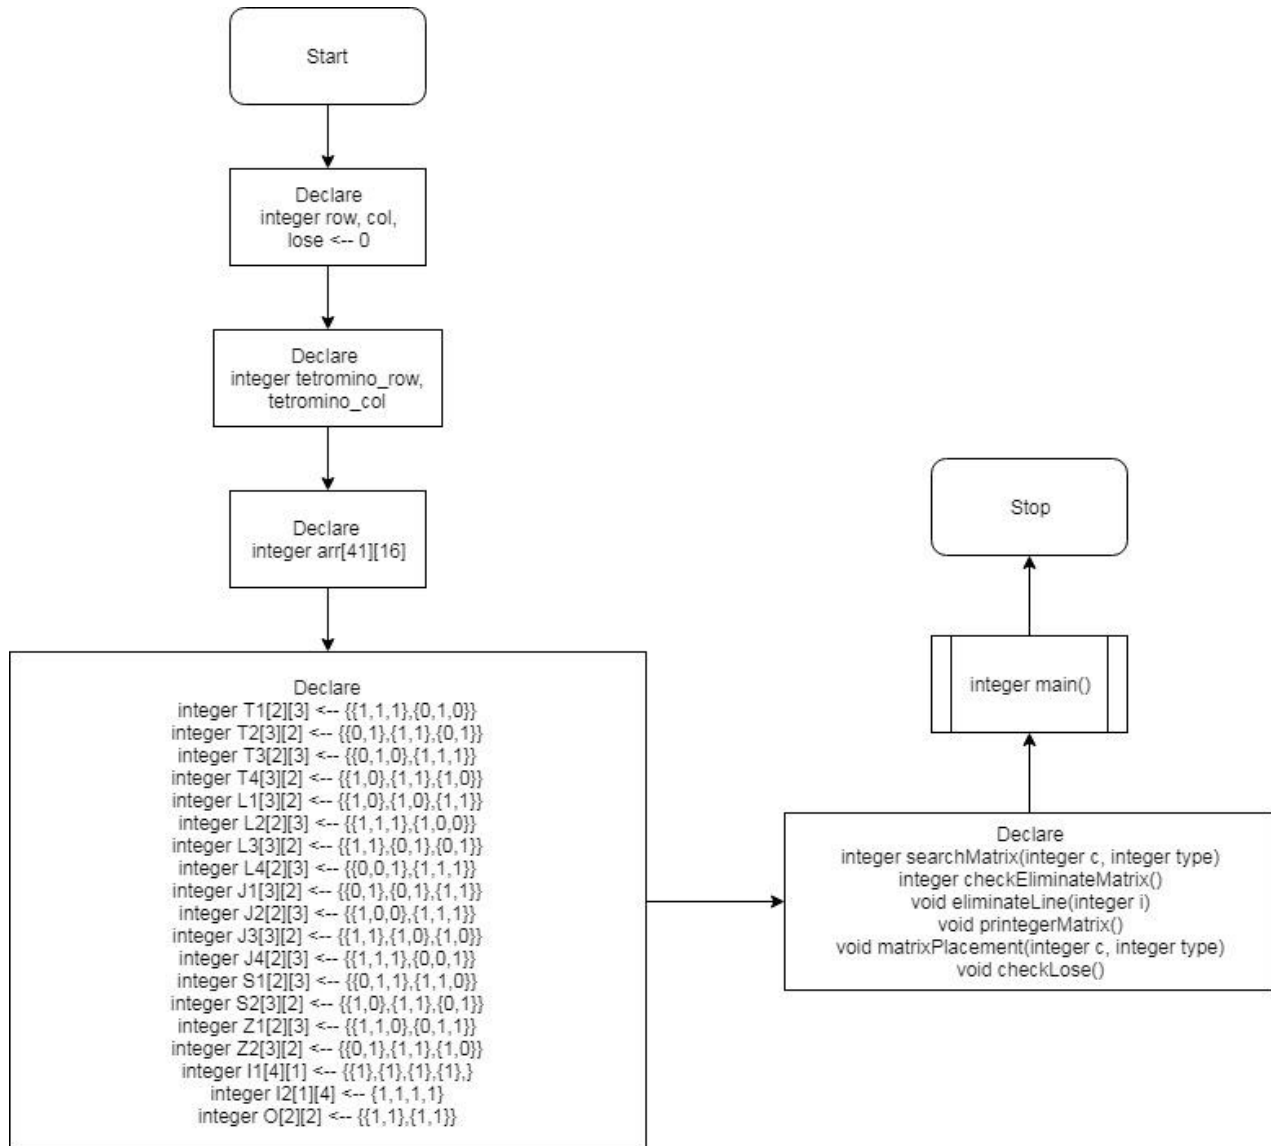 Start
Declare
integer row, col,
lose <-- 0
Declare
integer tetromino_row,
tetromino_col
Declare
integer arr[41][16]
Declare
integer T1[2][3] <-- {{1,1,1},{0,1,0}}
integer T2[3][2] <-- {{0,1},{1,1},{0,1}}
integer T3[2][3] <-- {{0,1,0},{1,1,1}}
integer T4[3][2] <-- {{1,0},{1,1},{1,0}}
integer L1[3][2] <-- {{1,0},{1,0},{1,1}}
integer L2[2][3] <-- {{1,1,1},{1,0,0}}
integer L3[3][2] <-- {{1,1},{0,1},{0,1}}
integer L4[2][3] <-- {{0,0,1},{1,1,1}}
integer J1[3][2] <-- {{0,1},{0,1},{1,1}}
integer J2[2][3] <-- {{1,0,0},{1,1,1}}
integer J3[3][2] <-- {{1,1},{1,0},{1,0}}
integer J4[2][3] <-- {{1,1,1},{0,0,1}}
integer S1[2][3] <-- {{0,1,1},{1,1,0}}
integer S2[3][2] <-- {{1,0},{1,1},{0,1}}
integer Z1[2][3] <-- {{1,1,0},{0,1,1}}
integer Z2[3][2] <-- {{0,1},{1,1},{1,0}}
integer I1[4][1] <-- {{1},{1},{1},{1},}
integer I2[1][4] <-- {1,1,1,1}
integer O[2][2] <-- {{1,1},{1,1}}
Declare
integer searchMatrix(integer c, integer type)
integer checkEliminateMatrix()
void eliminateLine(integer i)
void printegerMatrix()
void matrixPlacement(integer c, integer type)
void checkLose()
integer main()
Stop